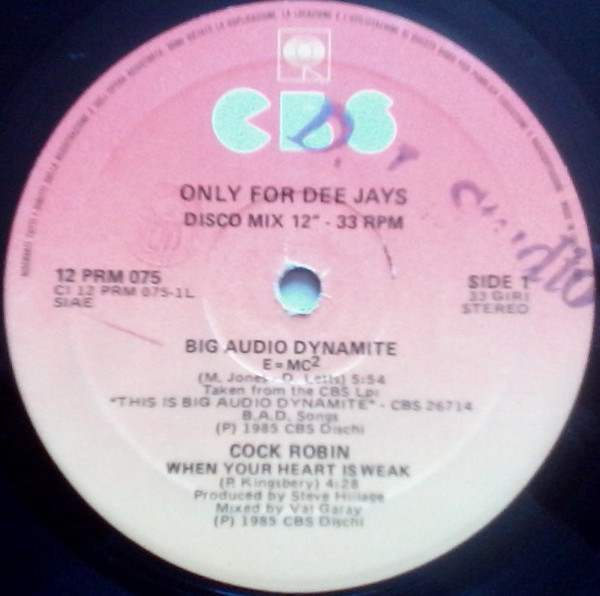 CBS
ONLY FOR DEE JAYS
DISCO MIX 12" - 33 RPM
12 PRM 075
CI 12 PRM 075-1L
SIAE
SIDE 1
33 GIRI
STEREO
BIG AUDIO DYNAMITE
E=MC2
(M. Jones - D. Letts) 5:54
Taken from the CBS Lp:
"THIS IS BIG AUDIO DYNAMITE" - CBS 26714
B.A.D. Songs
(P) 1985 CBS Dischi
COCK ROBIN
WHEN YOUR HEART IS WEAK
(P. Kingsbery) 4:28
Produced by Steve Hillage
Mixed by Val Garay
(P) 1985 CBS Dischi